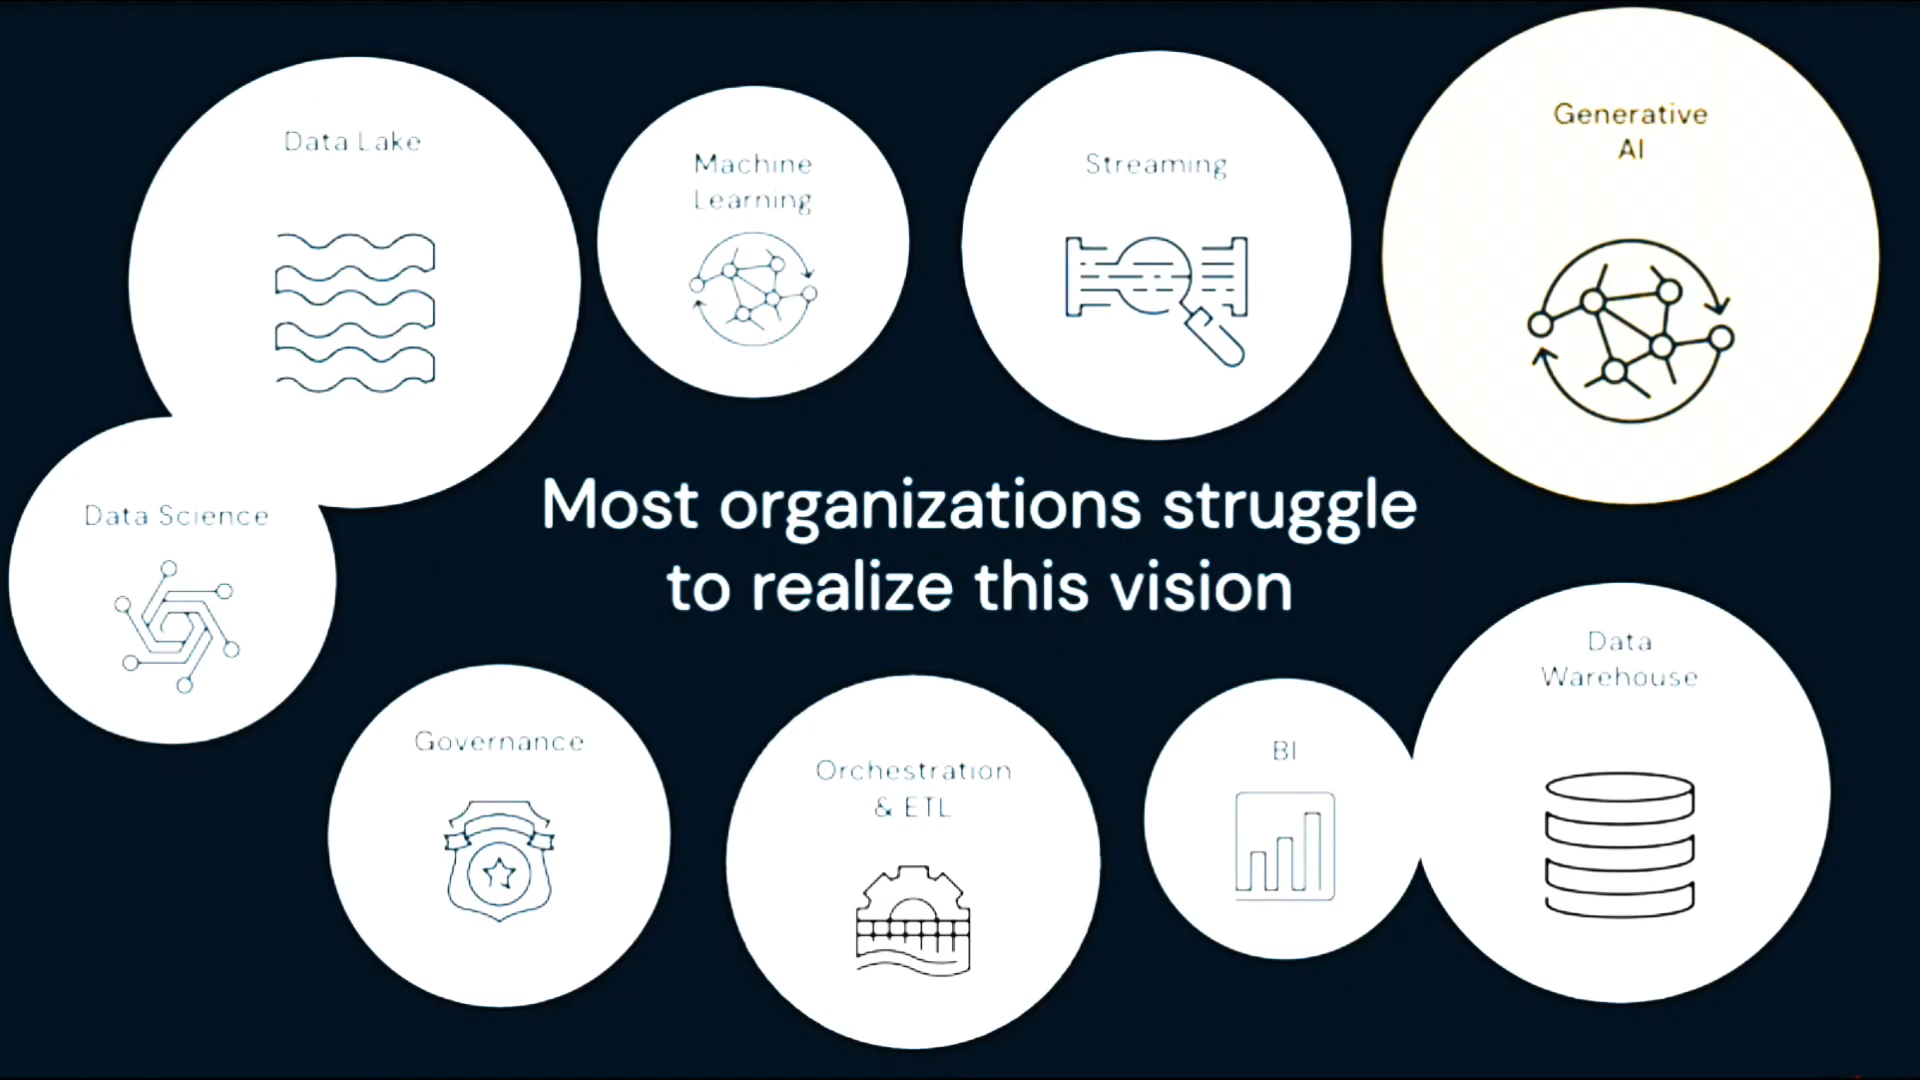 Data Lake
Machine
Learning
Streaming
Generative
AI
Most organizations struggle
to realize this vision
Data Science
Governance
Orchestration
& ETL
BI
Data
Warehouse